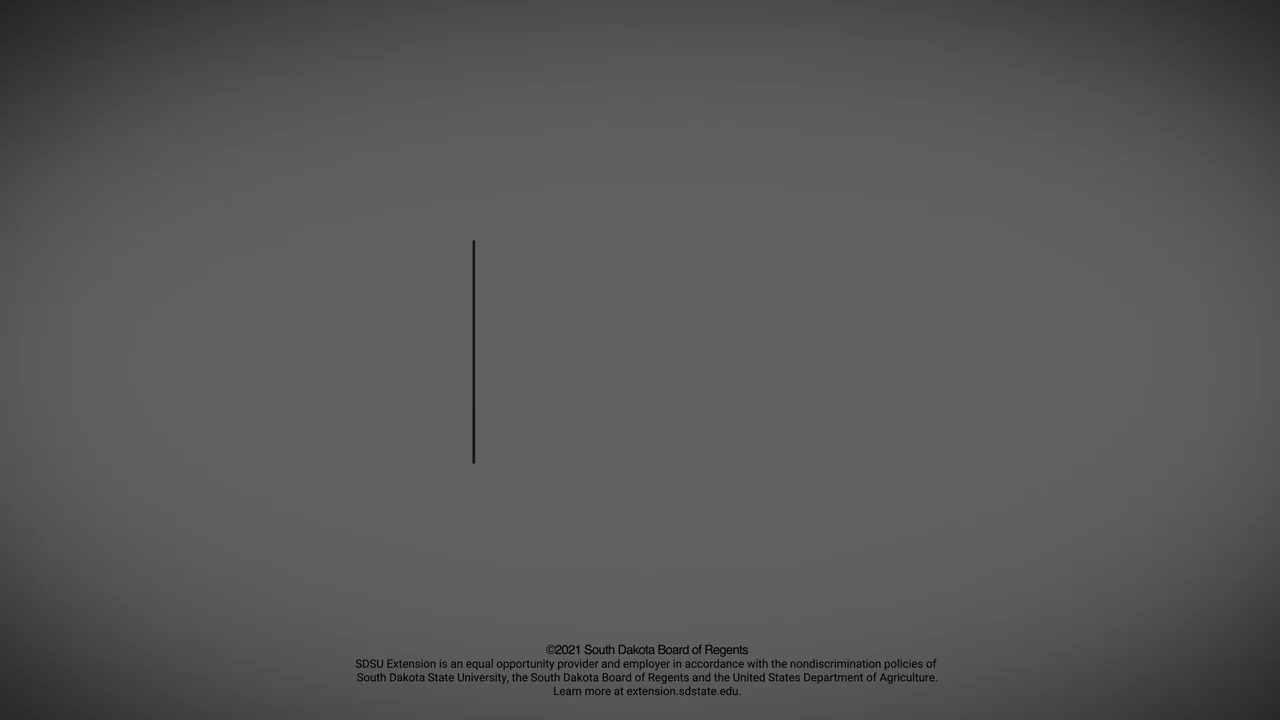 ©2021 South Dakota Board of Regents
SDSU Extension is an equal opportunity provider and employer in accordance with the nondiscrimination policies of
South Dakota State University, the South Dakota Board of Regents and the United States Department of Agriculture.
Learn more at extension.sdstate.edu.